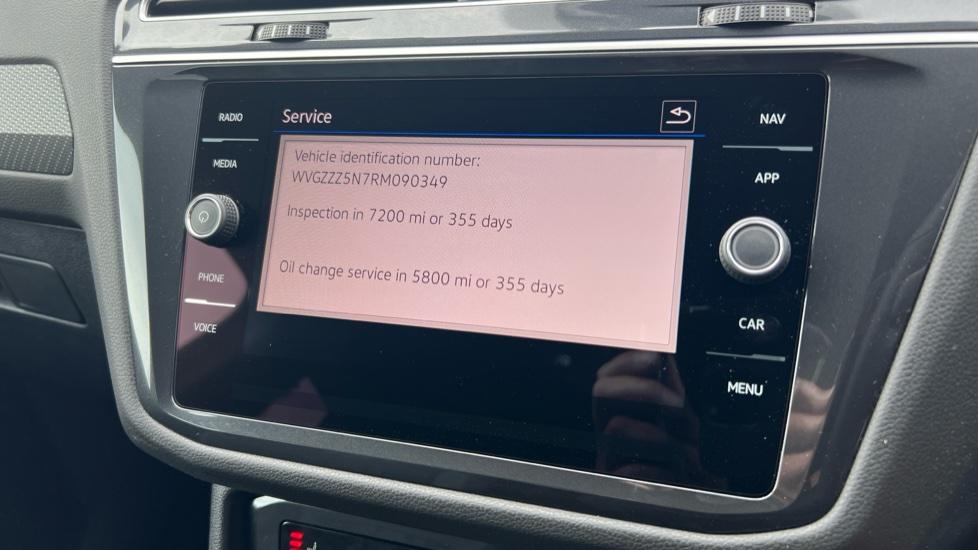 RADIO
MEDIA
PHONE
VOICE
Service
Vehicle identification number:
WVGZZZ5N7RM090349
Inspection in 7200 mi or 355 days
Oil change service in 5800 mi or 355 days
NAV
APP
CAR
MENU